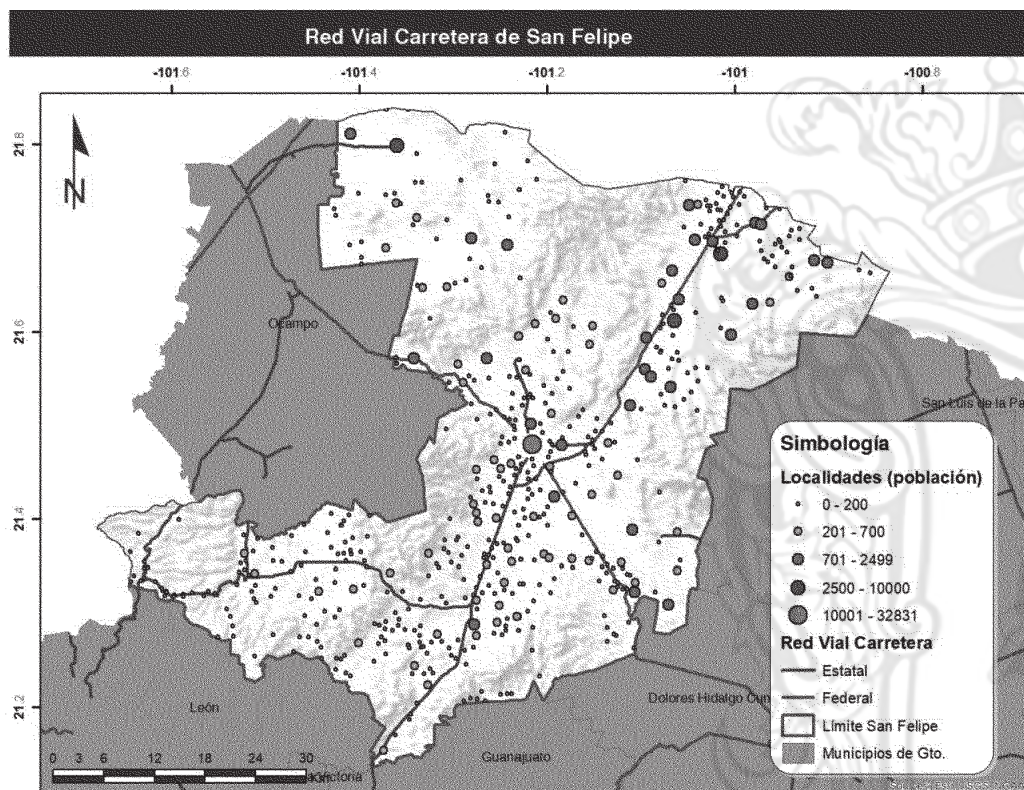 Red Vial Carretera de San Felipe
-101.6 -101.4 -101.2 -101 -100.8
21.8
21.6
21.4
21.2
N
Ocampo
San Luis de la Pa
León
Dolores Hidalgo Cun
Guanajuato
Victoria
0 3 6 12 18 24 30
Simbología
Localidades (población)
0 - 200
201 - 700
701 - 2499
2500 - 10000
10001 - 32831
Red Vial Carretera
Estatal
Federal
Límite San Felipe
Municipios de Gto.